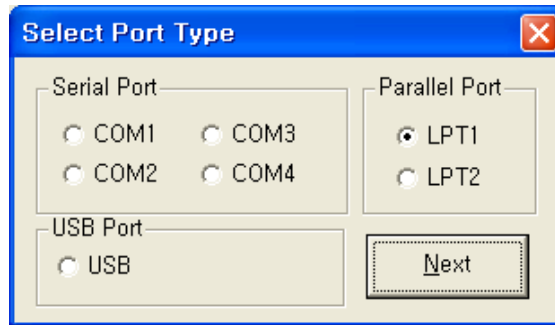 Select Port Type
Serial Port
COM1 COM3
COM2 COM4
Parallel Port
LPT1
LPT2
USB Port
USB
Next